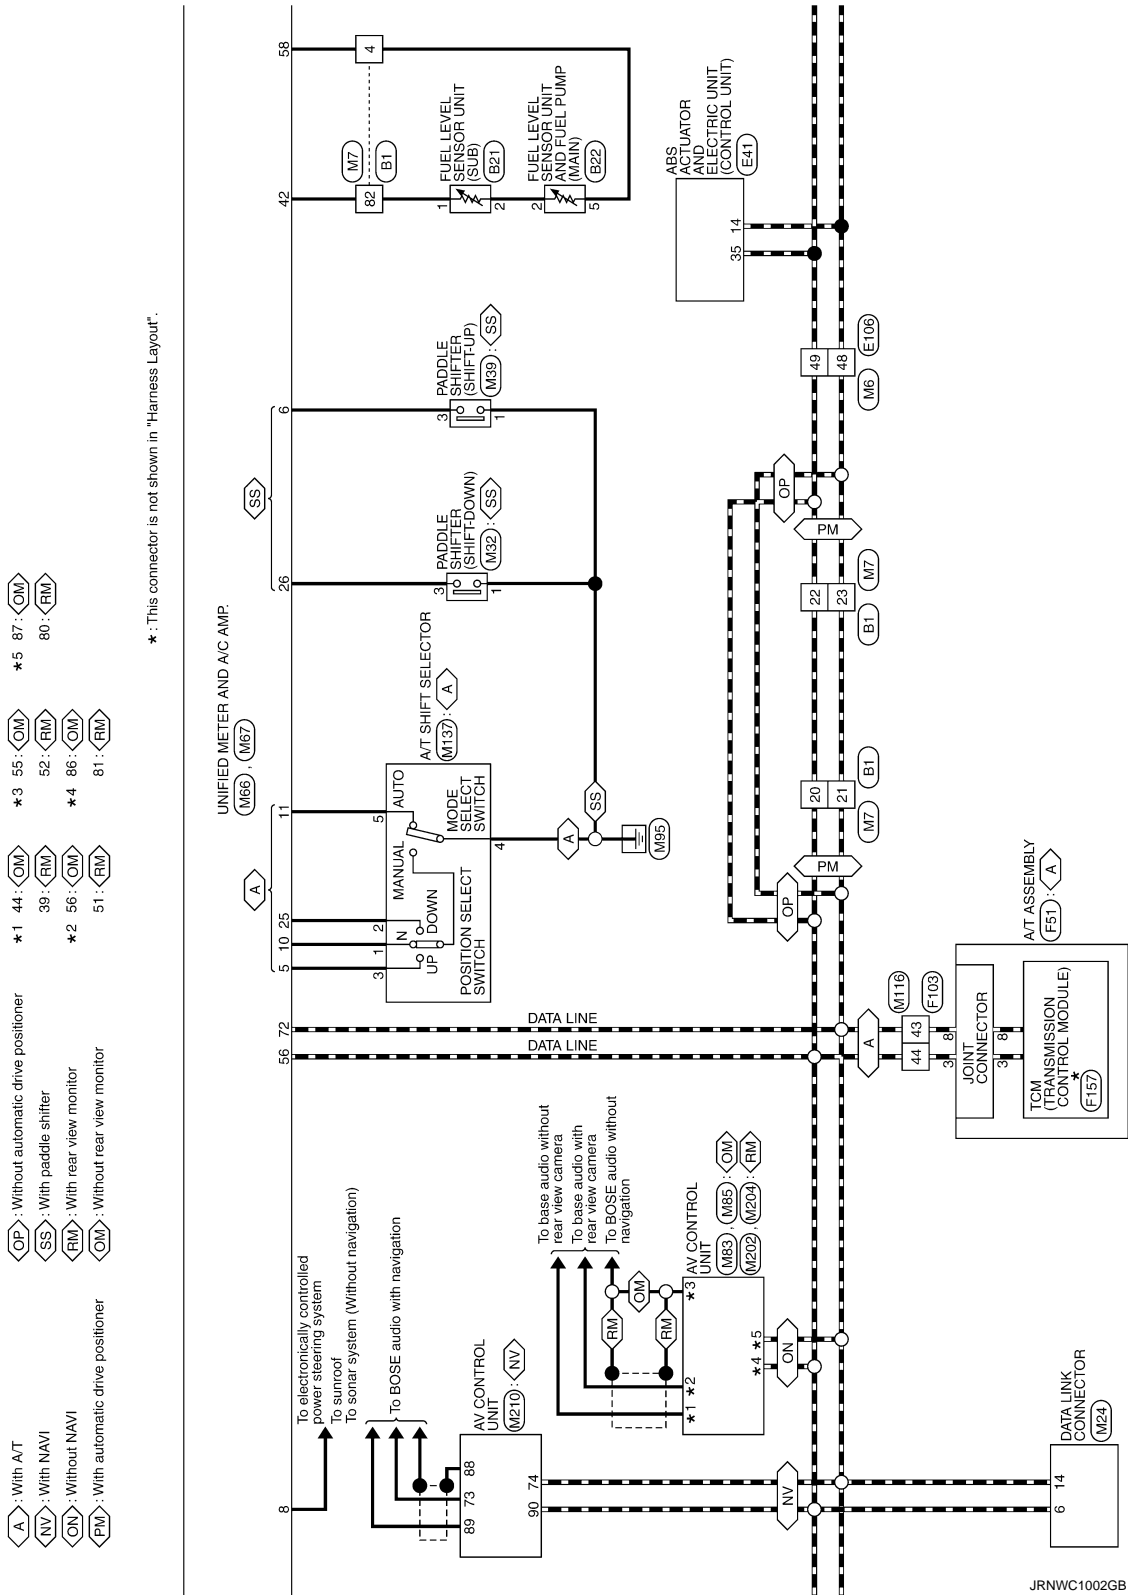 A : With A/T
NV : With NAVI
ON : Without NAVI
PM : With automatic drive positioner
OP : Without automatic drive positioner
SS : With paddle shifter
RM : With rear view monitor
OM : Without rear view monitor
★1 44 : OM
39 : RM
★2 56 : OM
51 : RM
★3 55 : OM
52 : RM
★4 86 : OM
81 : RM
★5 87 : OM
80 : RM
★ : This connector is not shown in "Harness Layout".
UNIFIED METER AND A/C AMP.
M66 , M67
8
To electronically controlled
power steering system
To sunroof
To sonar system (Without navigation)
To BOSE audio with navigation
AV CONTROL
UNIT
M210 : NV
89
73
88
90
74
NV
To base audio without
rear view camera
To base audio with
rear view camera
To BOSE audio without
navigation
RM
OM
RM
★1
★2
★3
AV CONTROL
UNIT
M83 , M85 : OM
M202 , M204 : RM
★4
★5
ON
DATA LINK
CONNECTOR
M24
6
14
56
72
DATA LINE
DATA LINE
A
44
43
M116
F103
3
8
JOINT
CONNECTOR
3
8
TCM
(TRANSMISSION
CONTROL MODULE)
★
F157
A/T ASSEMBLY
F51 : A
A
5
10
25
11
3
1
2
5
UP
N
DOWN
MANUAL
AUTO
POSITION SELECT
SWITCH
MODE
SELECT
SWITCH
4
A/T SHIFT SELECTOR
M137 : A
A
SS
M95
SS
26
6
3
1
PADDLE
SHIFTER
(SHIFT-DOWN)
M32 : SS
3
1
PADDLE
SHIFTER
(SHIFT-UP)
M39 : SS
OP
PM
20
21
M7
B1
22
23
B1
M7
OP
PM
49
48
M6
E106
42
58
82
4
M7
B1
1
2
FUEL LEVEL
SENSOR UNIT
(SUB)
B21
2
5
FUEL LEVEL
SENSOR UNIT
AND FUEL PUMP
(MAIN)
B22
35
14
ABS
ACTUATOR
AND
ELECTRIC UNIT
(CONTROL UNIT)
E41
JRNWC1002GB